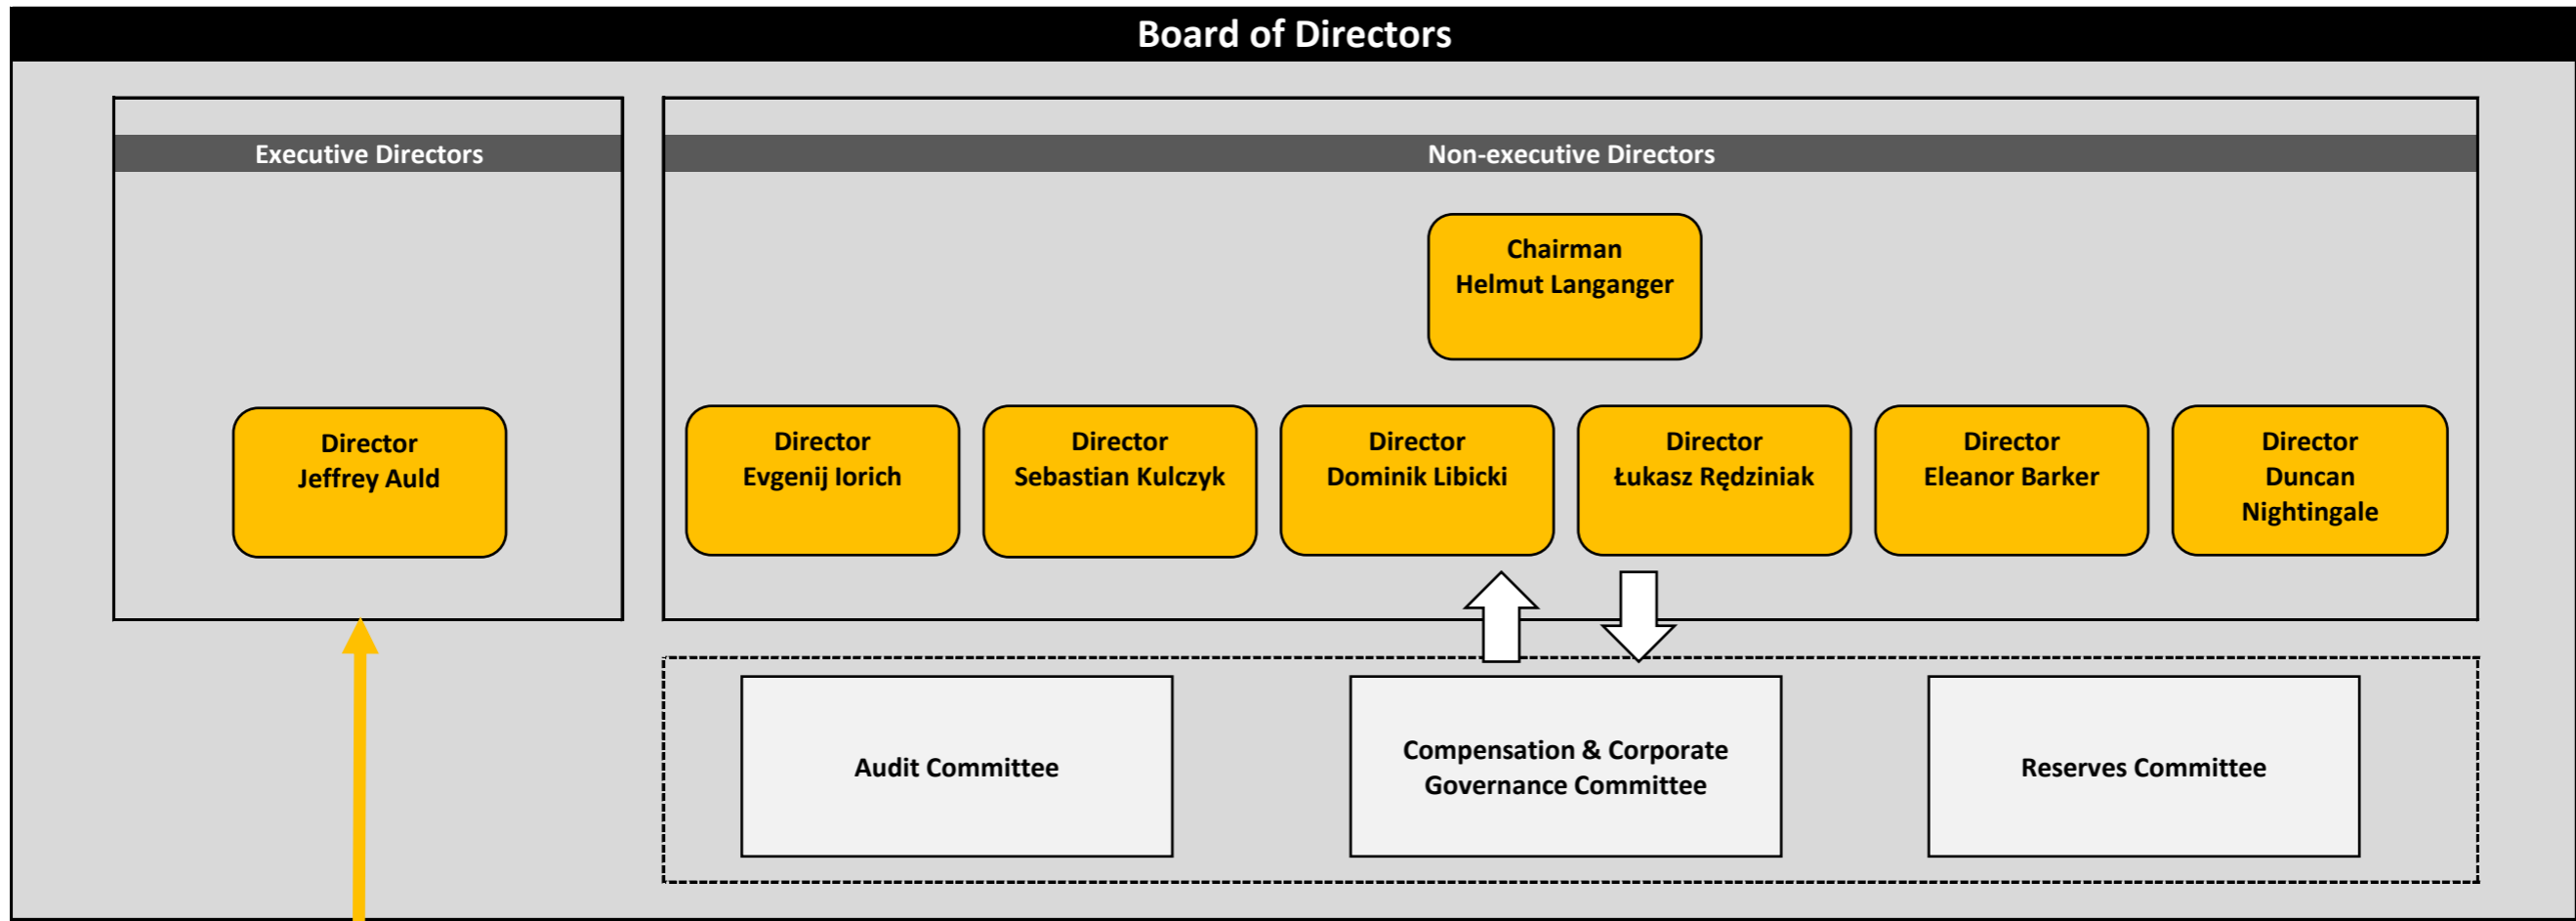 Board of Directors
Executive Directors
Non-executive Directors
Chairman
Helmut Langanger
Director
Jeffrey Auld
Director
Evgenij Iorich
Director
Sebastian Kulczyk
Director
Dominik Libicki
Director
Łukasz Rędziniak
Director
Eleanor Barker
Director
Duncan
Nightingale
Audit Committee
Compensation & Corporate
Governance Committee
Reserves Committee